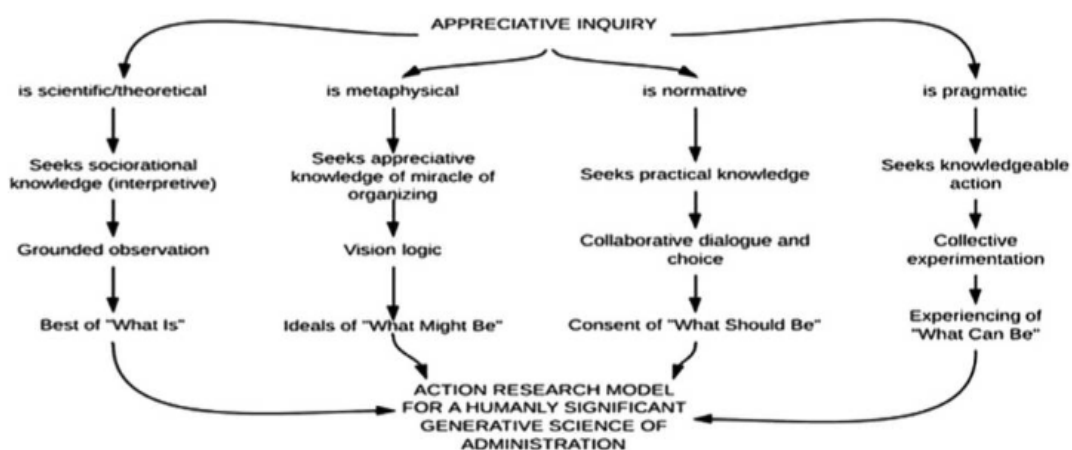 APPRECIATIVE INQUIRY
is scientific/theoretical
is metaphysical
is normative
is pragmatic
Seeks sociorational
knowledge (interpretive)
Seeks appreciative
knowledge of miracle of
organizing
Seeks practical knowledge
Seeks knowledgeable
action
Grounded observation
Vision logic
Collaborative dialogue and
choice
Collective
experimentation
Best of "What Is"
Ideals of "What Might Be"
Consent of "What Should Be"
Experiencing of
"What Can Be"
ACTION RESEARCH MODEL
FOR A HUMANLY SIGNIFICANT
GENERATIVE SCIENCE OF
ADMINISTRATION